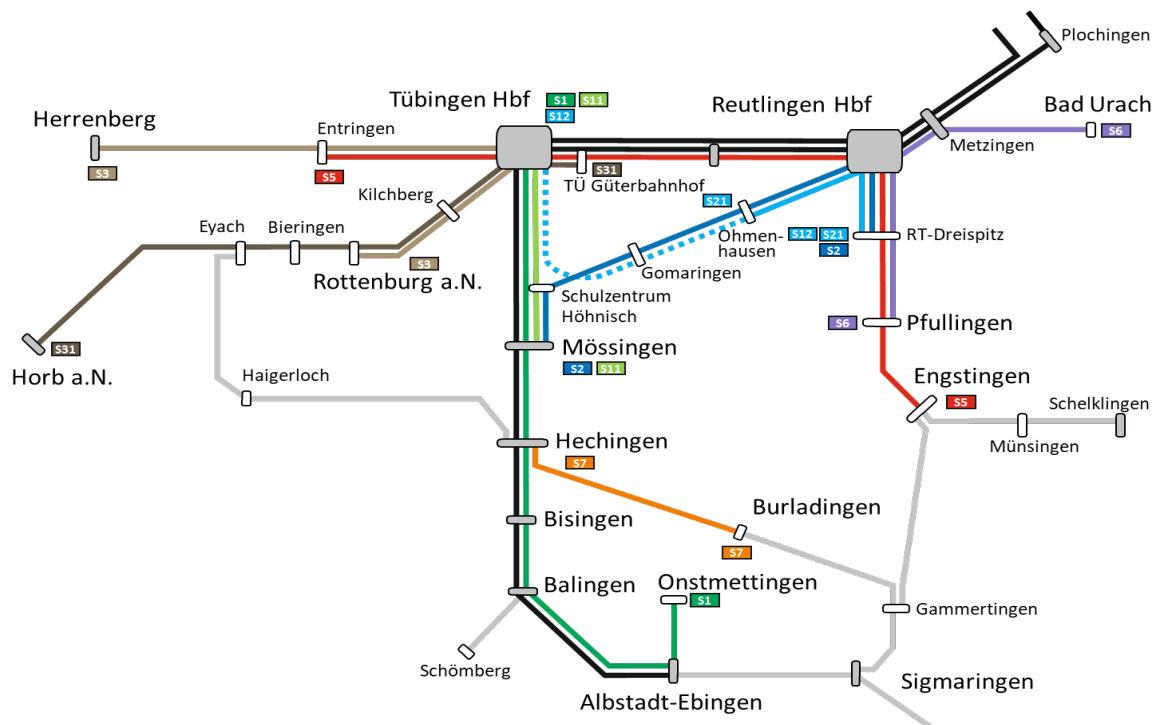 Plochingen
Tübingen Hbf
S1 S11
S12
Reutlingen Hbf
Bad Urach
S6
Herrenberg
S3
Entringen
S5
Metzingen
S31
TÜ Güterbahnhof
Kilchberg
S21
Eyach
Bieringen
Ohmen-
hausen
S12 S21
S2
RT-Dreispitz
Gomaringen
S3
Rottenburg a.N.
Schulzentrum
Höhnisch
S6
Pfullingen
S31
Horb a.N.
Mössingen
S2 S11
Haigerloch
Engstingen
S5
Schelklingen
Münsingen
Hechingen
S7
Burladingen
S7
Bisingen
Balingen
Onstmettingen
S1
Gammertingen
Schömberg
Albstadt-Ebingen
Sigmaringen